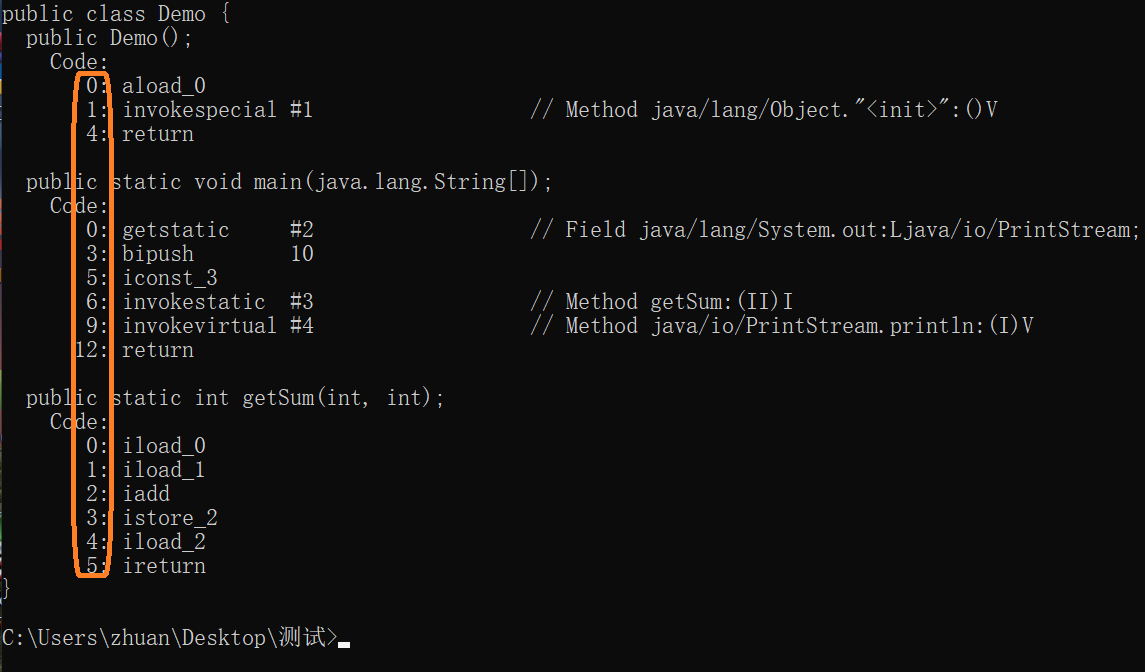 public class Demo {
  public Demo();
    Code:
       0: aload_0
       1: invokespecial #1                  // Method java/lang/Object."<init>":()V
       4: return

  public static void main(java.lang.String[]);
    Code:
       0: getstatic     #2                  // Field java/lang/System.out:Ljava/io/PrintStream;
       3: bipush        10
       5: iconst_3
       6: invokestatic  #3                  // Method getSum:(II)I
       9: invokevirtual #4                  // Method java/io/PrintStream.println:(I)V
      12: return

  public static int getSum(int, int);
    Code:
       0: iload_0
       1: iload_1
       2: iadd
       3: istore_2
       4: iload_2
       5: ireturn
}

C:\Users\zhuan\Desktop\测试>